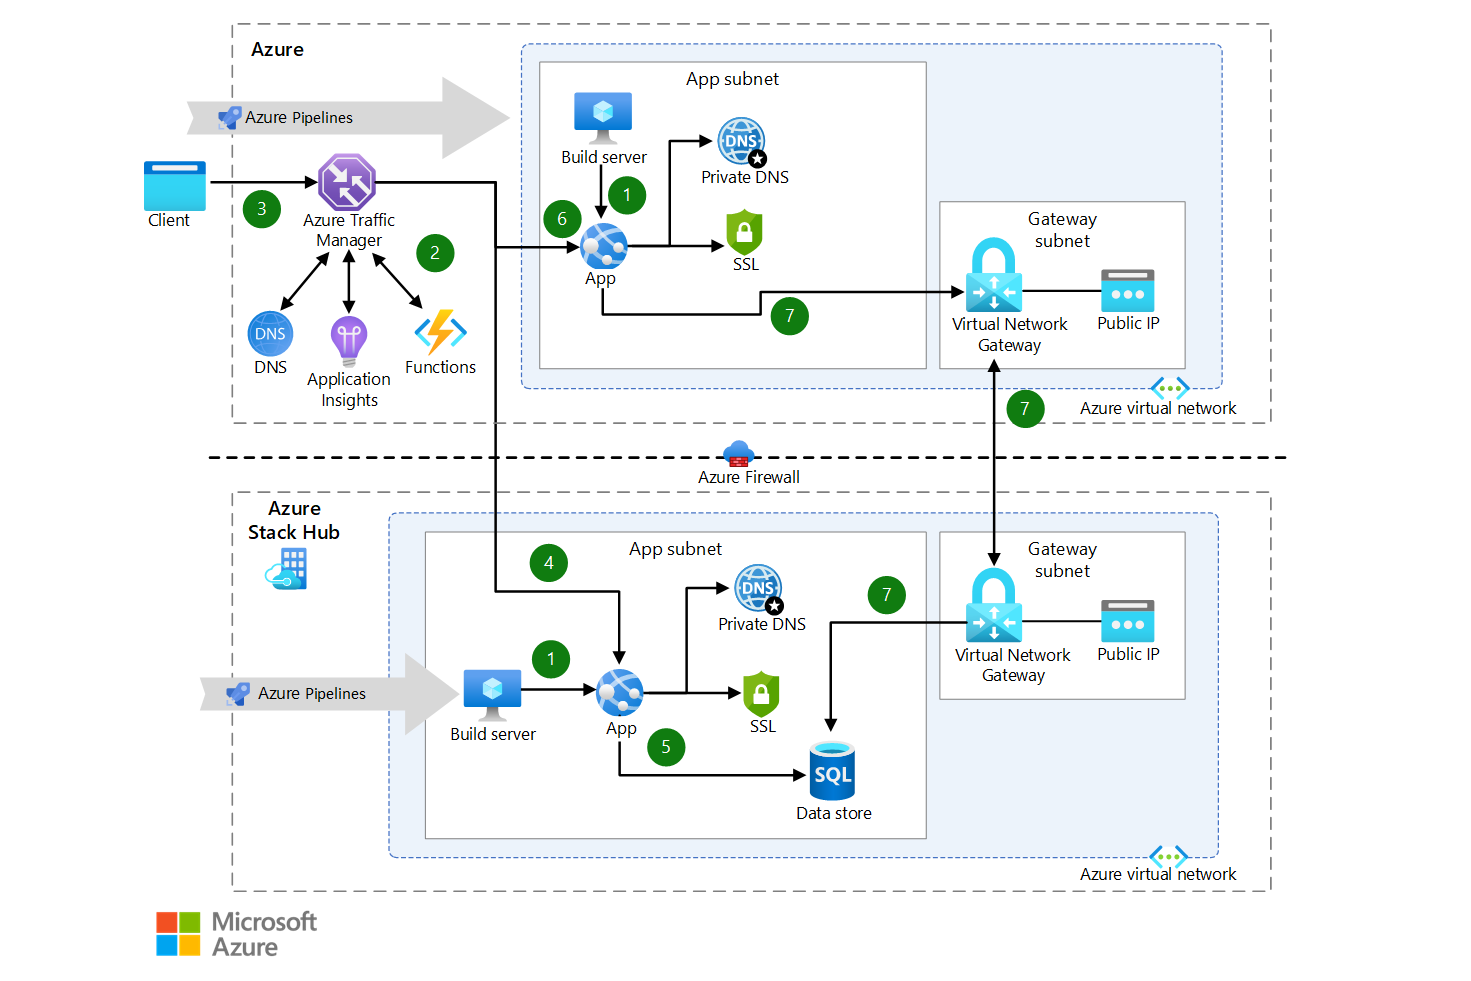 Azure
Azure Pipelines
App subnet
Build server
DNS
Private DNS
Client
3
Azure Traffic
Manager
2
1
6
App
SSL
7
DNS
DNS
Application
Insights
Functions
Gateway
subnet
Virtual Network
Gateway
Public IP
Azure virtual network
7
Azure Firewall
Azure
Stack Hub
App subnet
4
DNS
Private DNS
7
Gateway
subnet
Virtual Network
Gateway
Public IP
Azure Pipelines
Build server
1
App
SSL
5
SQL
Data store
Azure virtual network
Microsoft
Azure